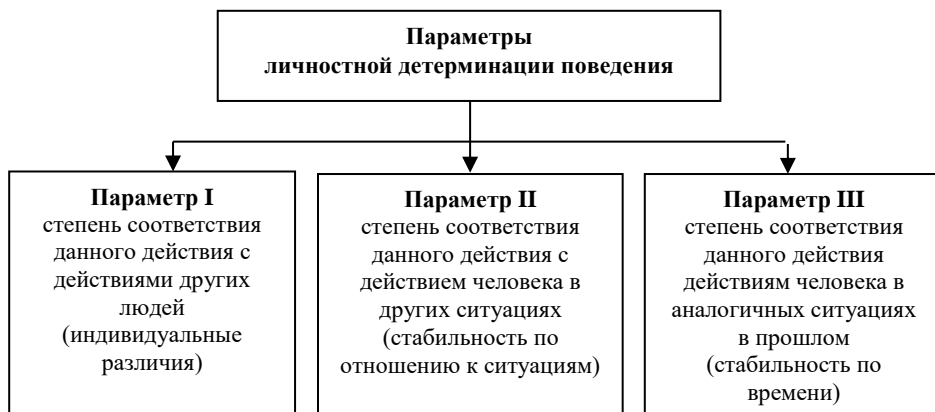 Параметры
личностной детерминации поведения
Параметр I
степень соответствия
данного действия с
действиями других
людей
(индивидуальные
различия)
Параметр II
степень соответствия
данного действия с
действием человека в
других ситуациях
(стабильность по
отношению к ситуациям)
Параметр III
степень соответствия
данного действия
действиям человека в
аналогичных ситуациях
в прошлом
(стабильность по
времени)